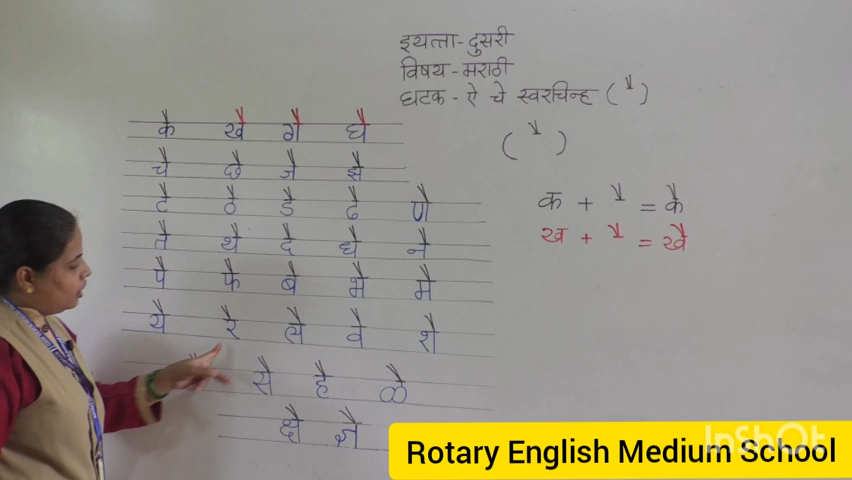 इयत्ता - दुसरी
विषय - मराठी
घटक - ऐ चे स्वरचिन्ह ( ै )
( ै )
कै खै गै घै
चै छै जै झै
टै ठै डै ढै णै
तै थै दै धै नै
पै फै बै भै मै
यै रै लै वै शै
सै है ळै
क्षै ज्ञै
क + ै = कै
ख + ै = खै
Rotary English Medium School
InShOt